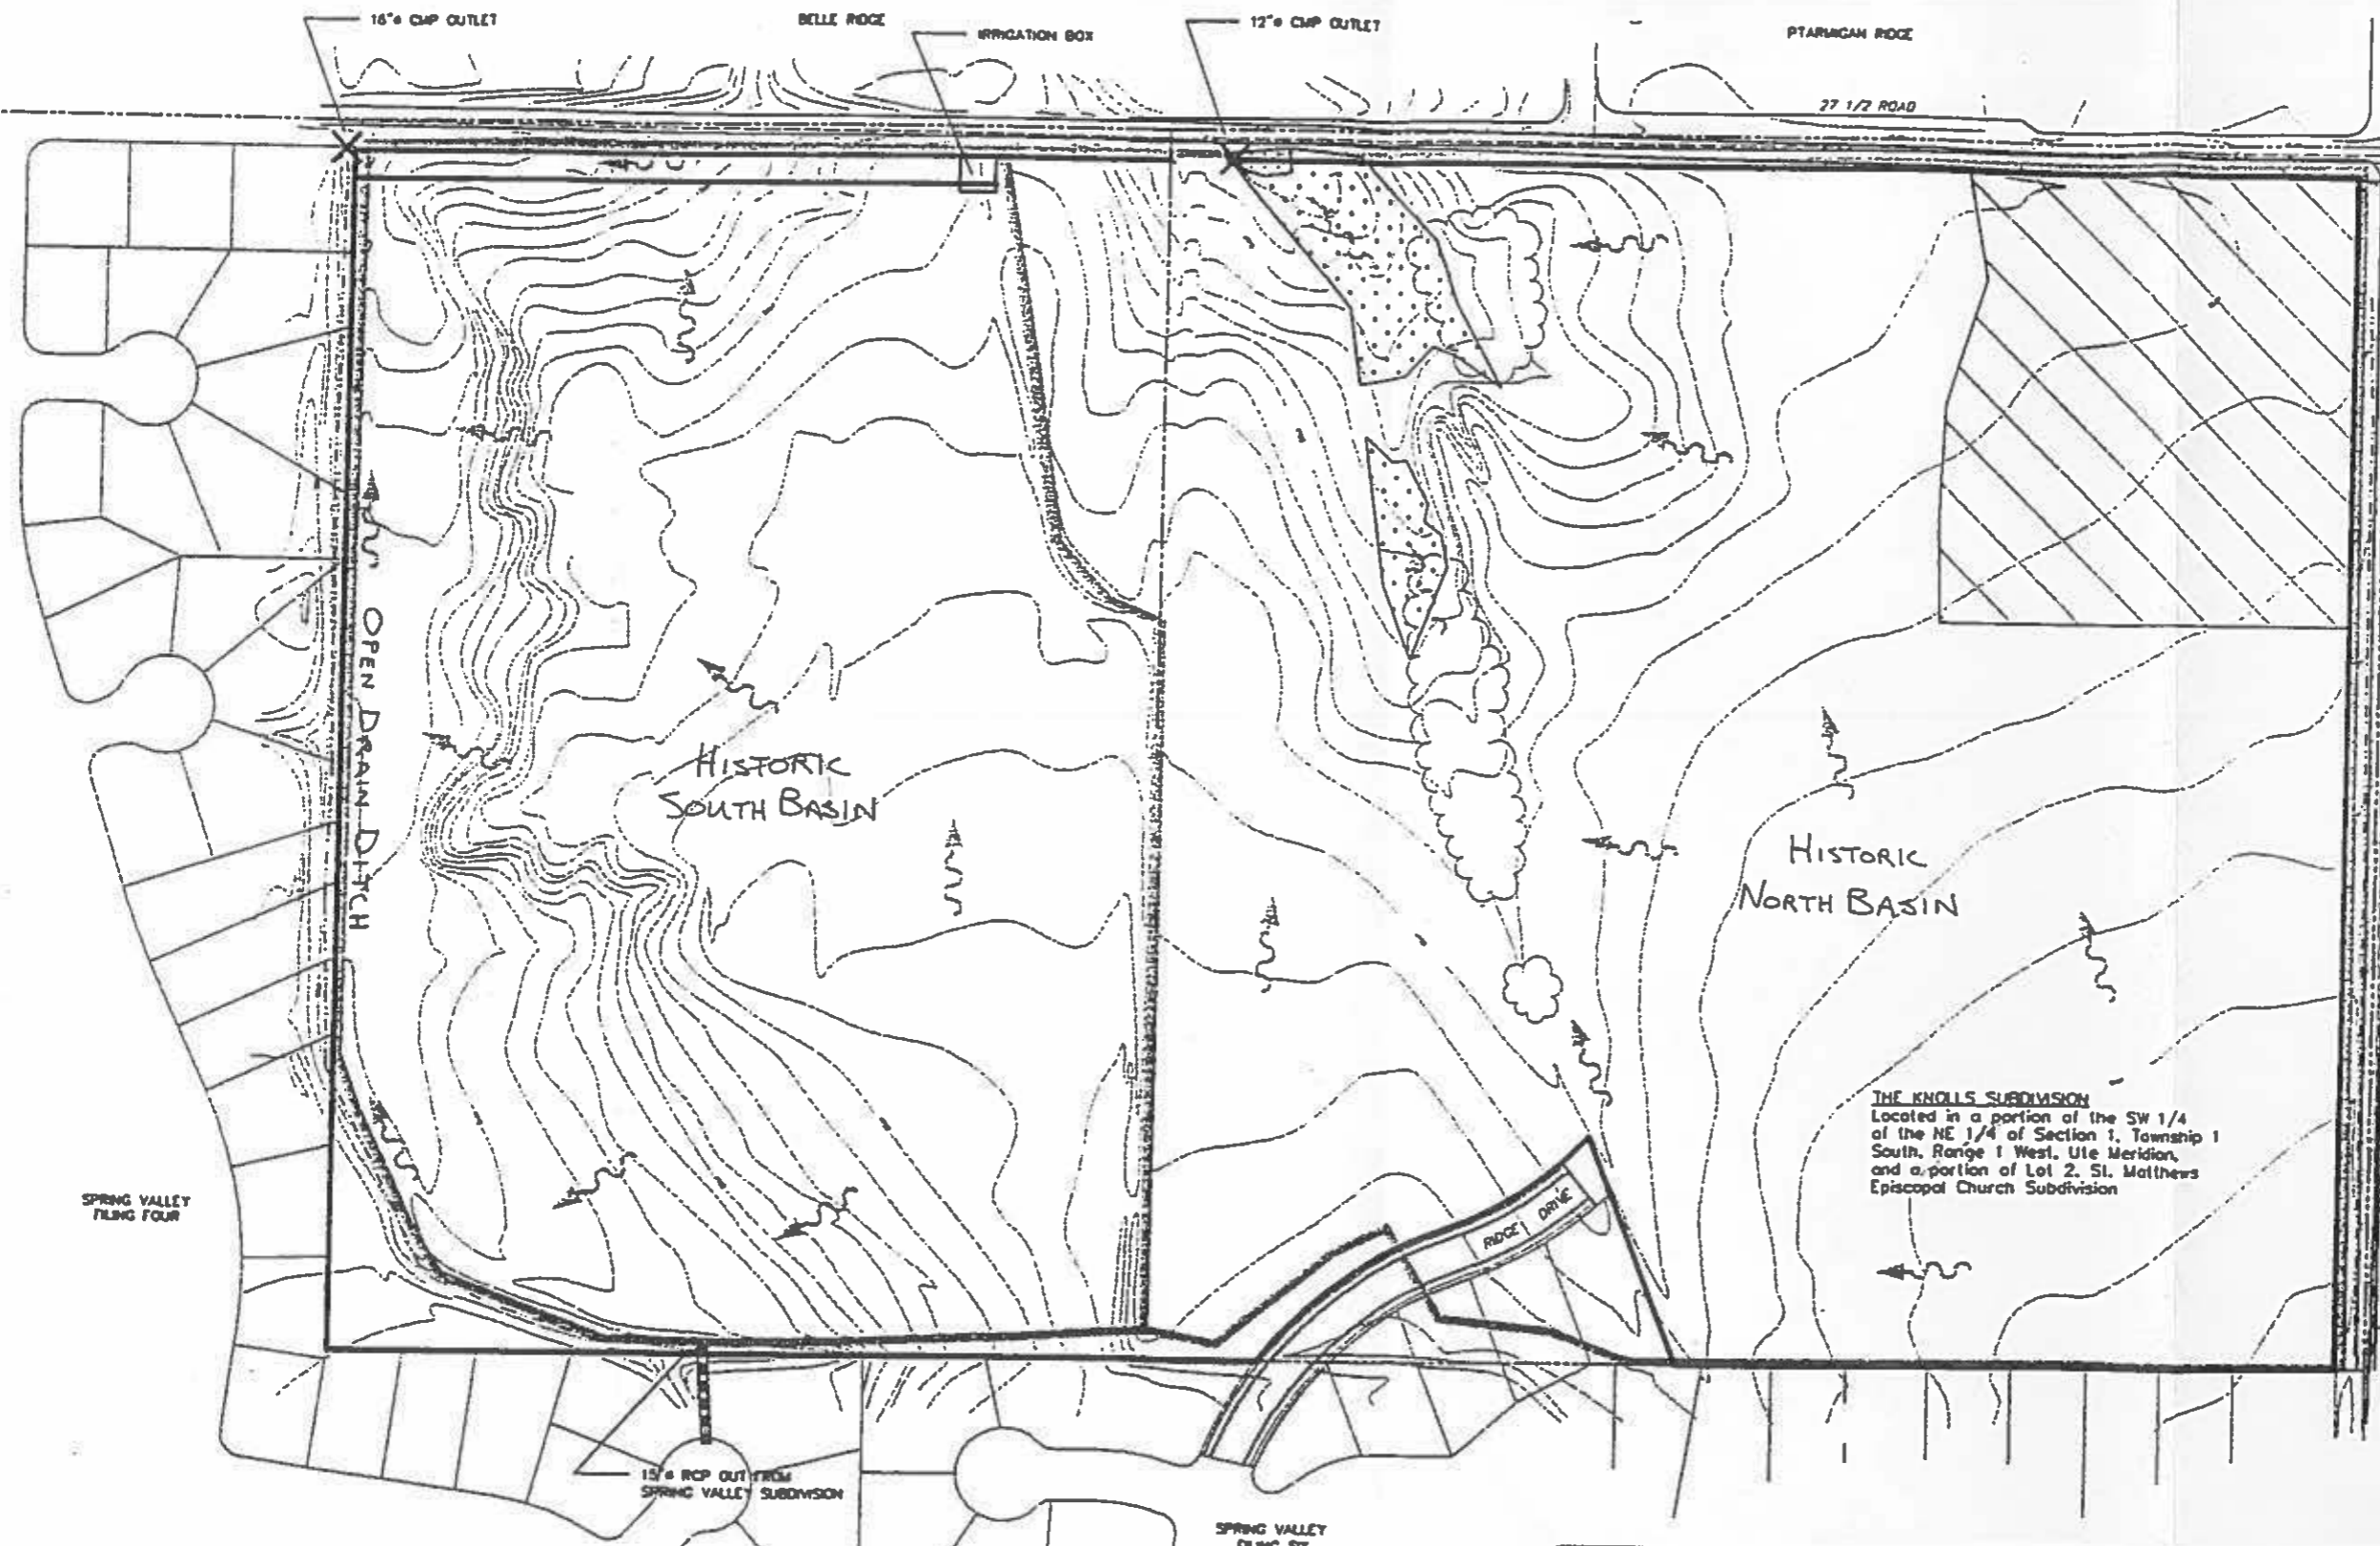 18"ø CMP OUTLET
BELLE RIDGE
IRRIGATION BOX
12"ø CMP OUTLET
PTARMIGAN RIDGE
27 1/2 ROAD
OPEN DRAIN DITCH
HISTORIC
SOUTH BASIN
HISTORIC
NORTH BASIN
THE KNOLLS SUBDIVISION
Located in a portion of the SW 1/4
of the NE 1/4 of Section 1, Township 1
South, Range 1 West, Ute Meridian,
and a portion of Lot 2, St. Matthews
Episcopal Church Subdivision
RIDGE DRIVE
SPRING VALLEY
FILING FOUR
15"ø RCP OUT FROM
SPRING VALLEY SUBDIVISION
SPRING VALLEY
FILING SIX